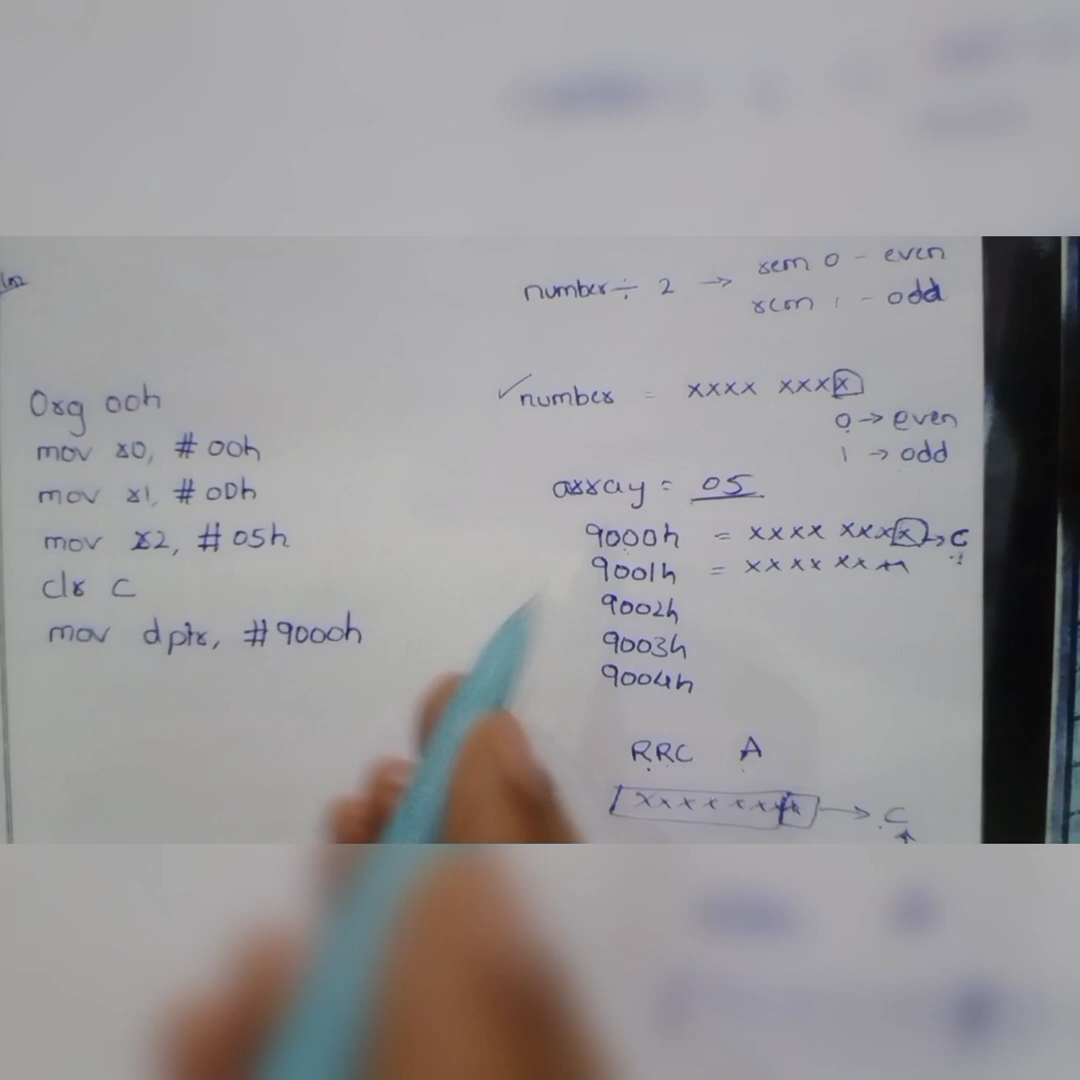 number ÷ 2 → rem 0 - even
rem 1 - odd
Org 00h
mov r0, #00h
mov r1, #00h
mov r2, #05h
clr C
mov dptr, #9000h
✓number = xxxx xxxx
0 → even
1 → odd
array = 05
9000h = xxxx xxxx → C
9001h = xxxx xxxx
9002h
9003h
9004h
RRC A
xxxxxxxx → C